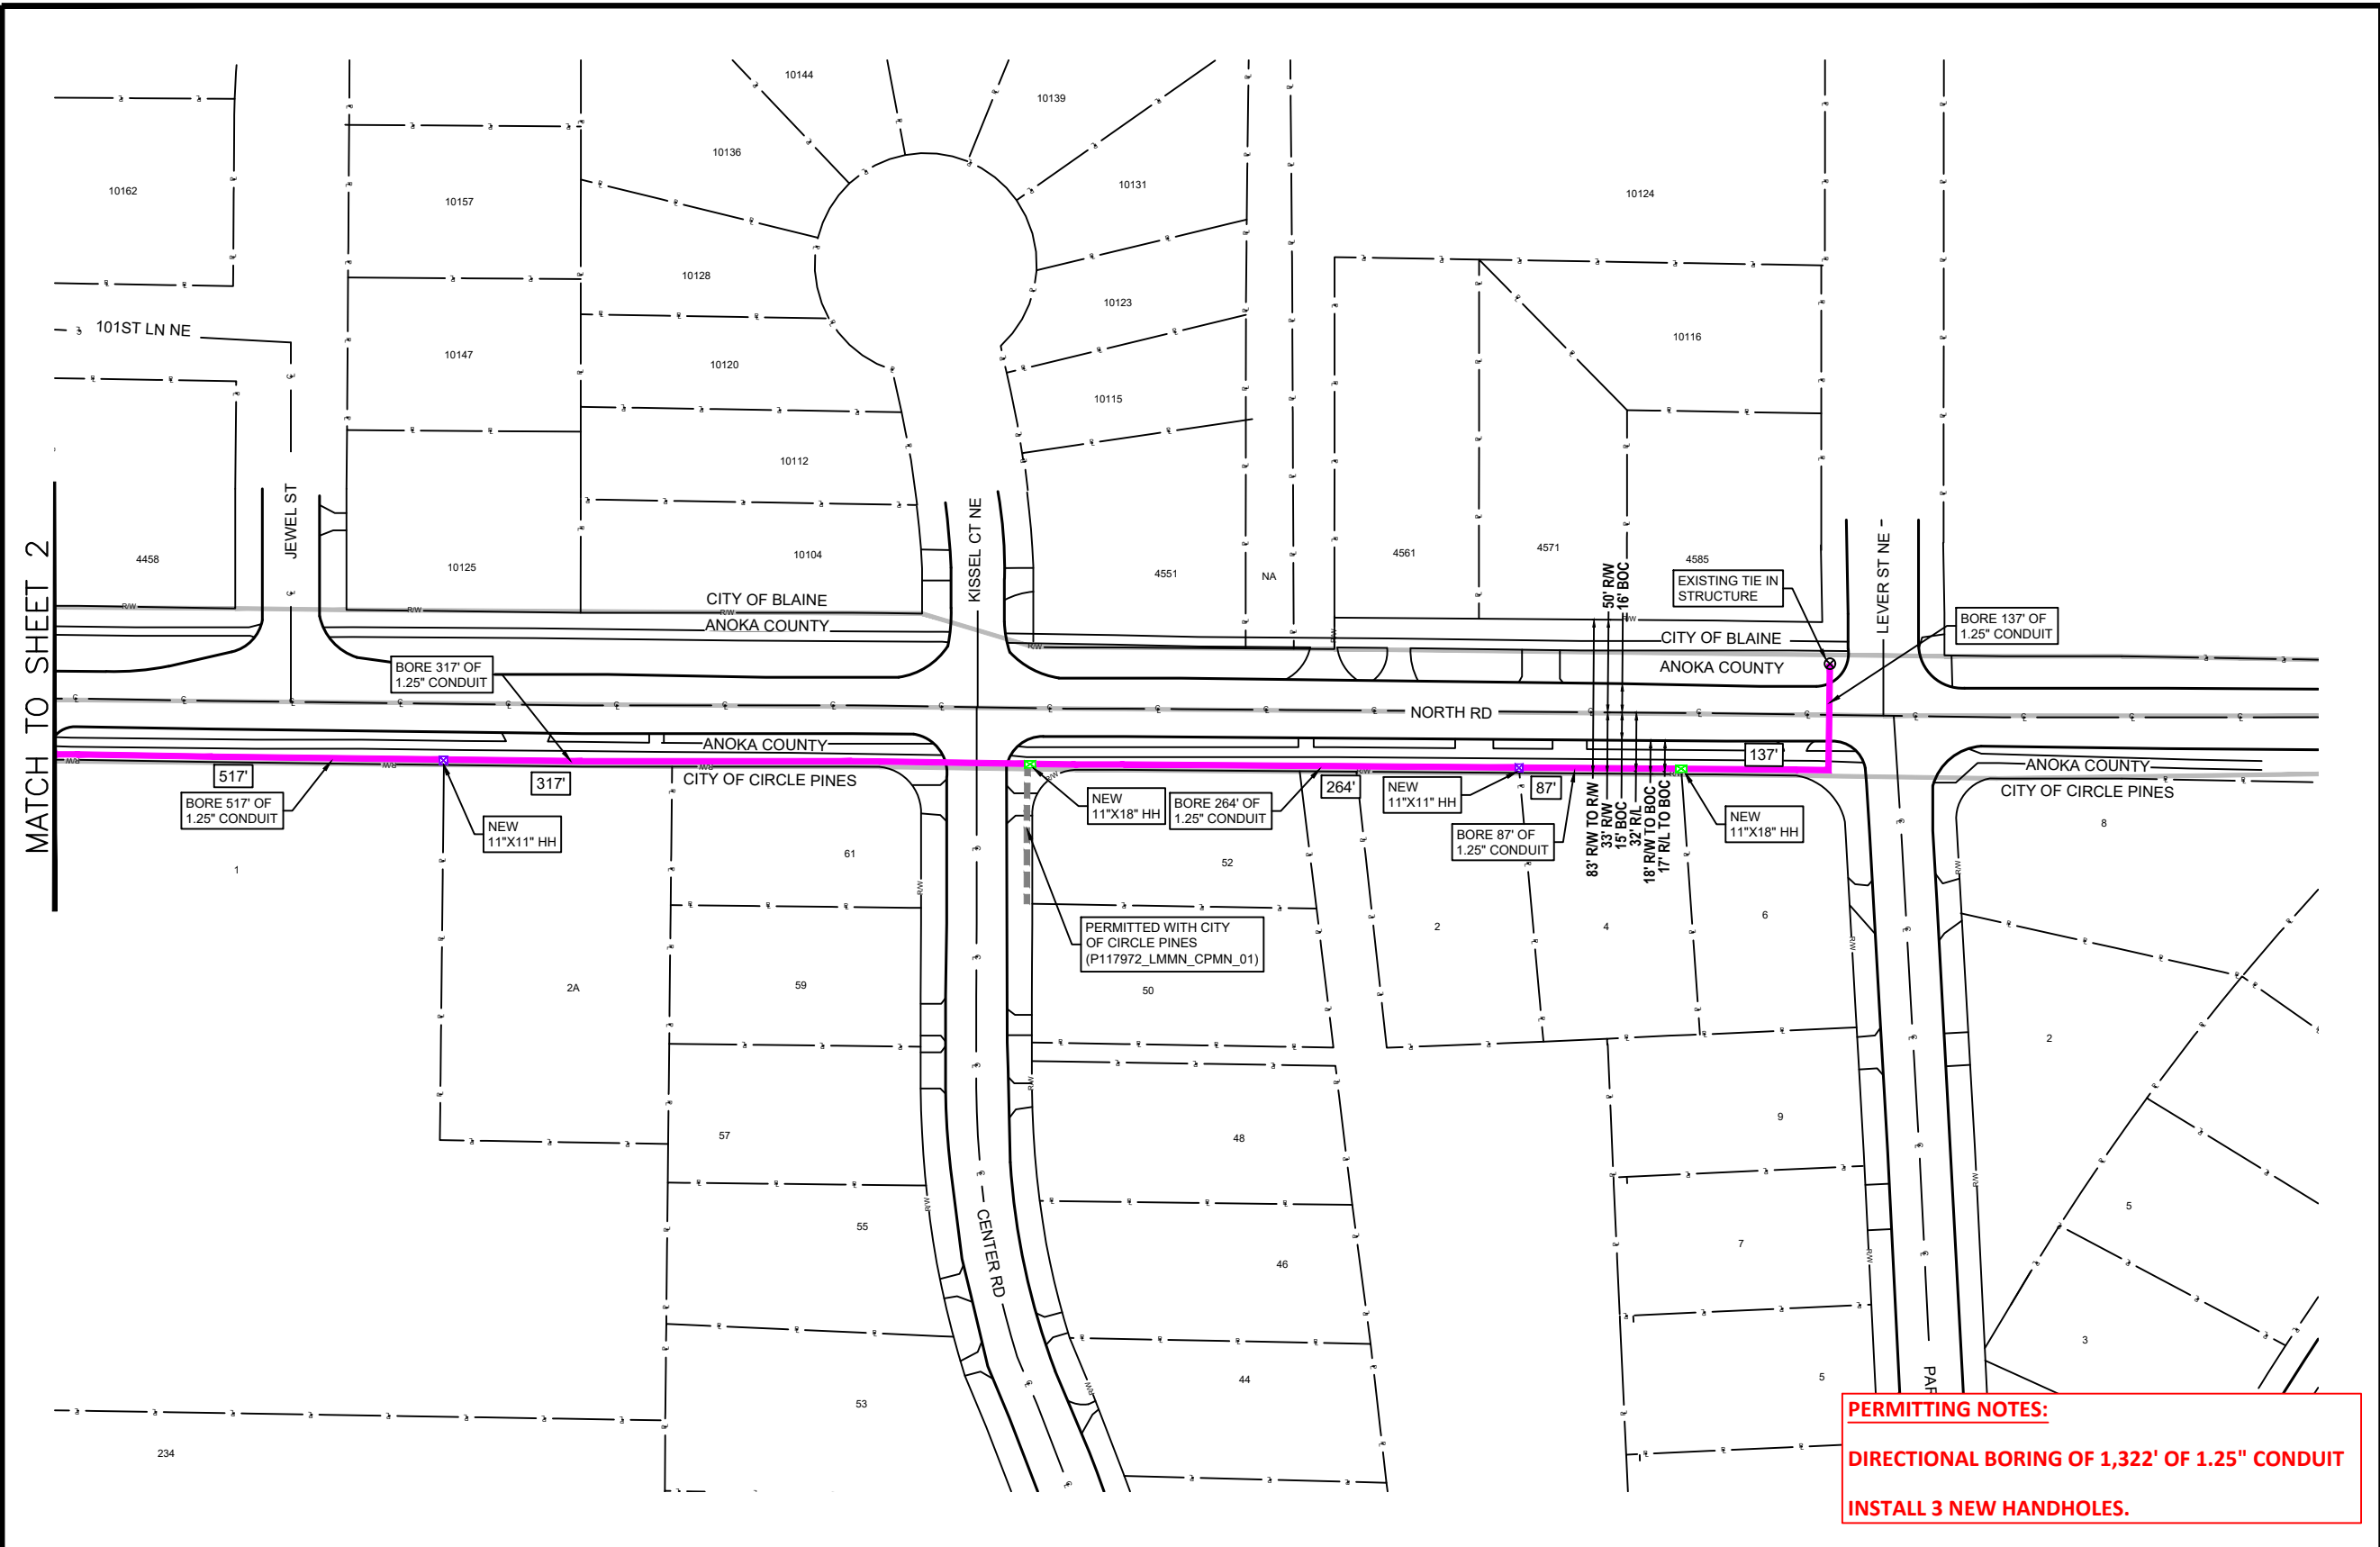 10144
10139
10136
10162
10157
10131
10124
10128
10123
101ST LN NE
10147
10120
10116
10115
10112
MATCH TO SHEET 2
JEWEL ST
KISSEL CT NE
LEVER ST NE
4458
10125
10104
4551
NA
4561
4571
4585
50' R/W
16' BOC
EXISTING TIE IN
STRUCTURE
CITY OF BLAINE
ANOKA COUNTY
CITY OF BLAINE
ANOKA COUNTY
BORE 137' OF
1.25" CONDUIT
BORE 317' OF
1.25" CONDUIT
NORTH RD
ANOKA COUNTY
CITY OF CIRCLE PINES
137'
ANOKA COUNTY
CITY OF CIRCLE PINES
517'
317'
264'
87'
BORE 517' OF
1.25" CONDUIT
NEW
11"X11" HH
NEW
11"X18" HH
BORE 264' OF
1.25" CONDUIT
NEW
11"X11" HH
BORE 87' OF
1.25" CONDUIT
83' R/W TO R/W
33' R/W
15' BOC
32' R/L
18' R/W TO BOC
17' R/L TO BOC
NEW
11"X18" HH
1
61
52
8
PERMITTED WITH CITY
OF CIRCLE PINES
(P117972_LMMN_CPMN_01)
2
4
6
2A
59
50
2
57
48
9
55
46
7
5
CENTER RD
53
44
5
3
PAR
234
PERMITTING NOTES:
DIRECTIONAL BORING OF 1,322' OF 1.25" CONDUIT
INSTALL 3 NEW HANDHOLES.